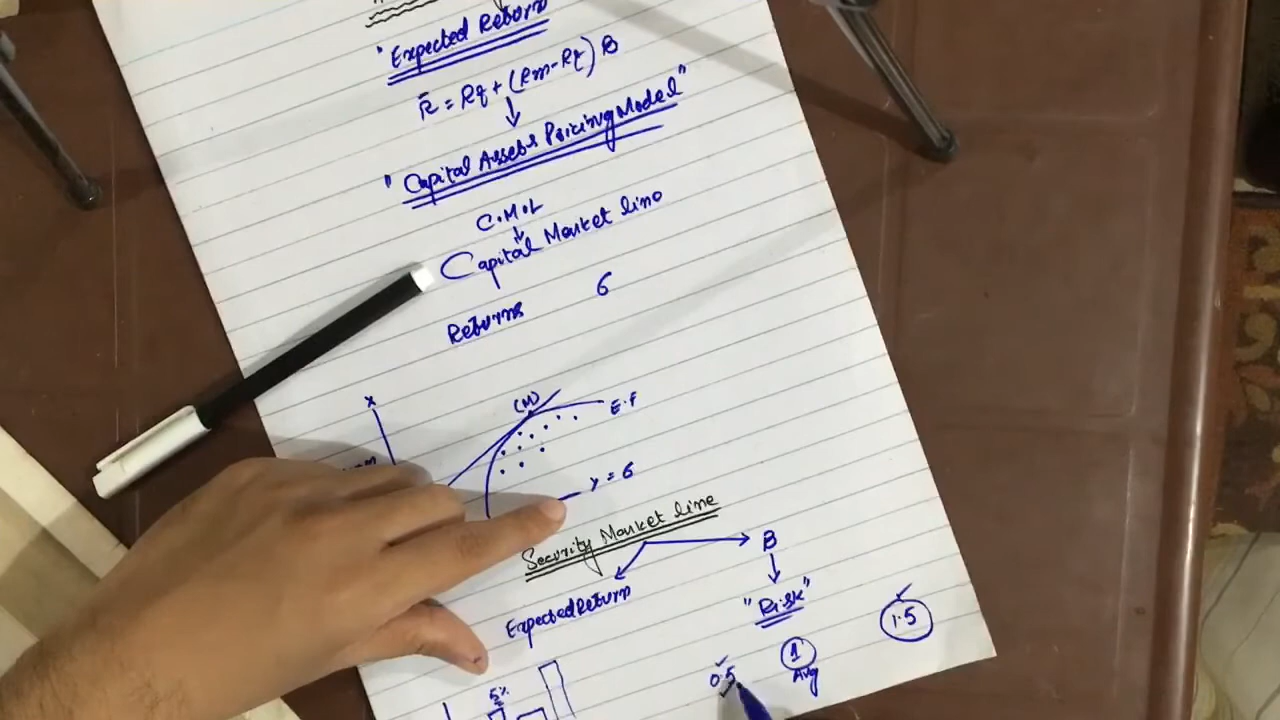 "Expected Return
R̄ = Rf + (Rm-Rf) B
"Capital Assets Pricing Model"
C.M.L
Capital Market line
Returns 6
x
(M)
E.F
y = 6
Security Market line
B
Expected Return
"Risk"
1.5
1
Avg
0.5
5%